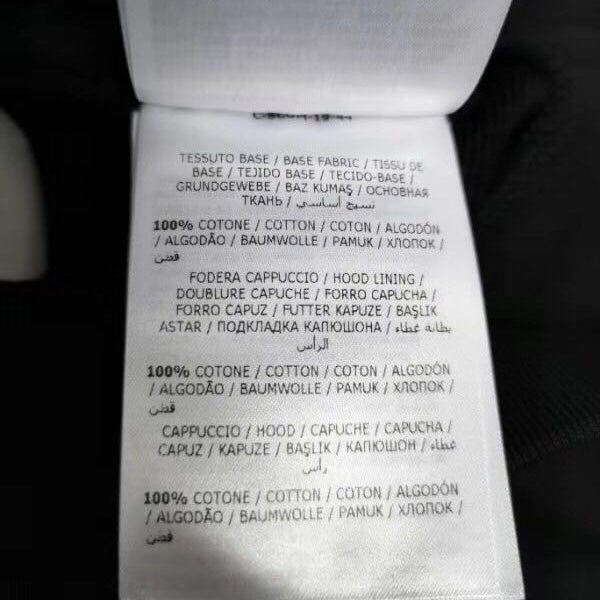 TESSUTO BASE / BASE FABRIC / TISSU DE
BASE / TEJIDO BASE / TECIDO-BASE /
GRUNDGEWEBE / BAZ KUMAŞ / ОСНОВНАЯ
ТКАНЬ / نسيج أساسي
100% COTONE / COTTON / COTON / ALGODÓN
/ ALGODÃO / BAUMWOLLE / PAMUK / ХЛОПОК /
قطن
FODERA CAPPUCCIO / HOOD LINING /
DOUBLURE CAPUCHE / FORRO CAPUCHA /
FORRO CAPUZ / FUTTER KAPUZE / BAŞLIK
ASTAR / ПОДКЛАДКА КАПЮШОНА / بطانة غطاء
الرأس
100% COTONE / COTTON / COTON / ALGODÓN
/ ALGODÃO / BAUMWOLLE / PAMUK / ХЛОПОК /
قطن
CAPPUCCIO / HOOD / CAPUCHE / CAPUCHA /
CAPUZ / KAPUZE / BAŞLIK / КАПЮШОН / غطاء
رأس
100% COTONE / COTTON / COTON / ALGODÓN
/ ALGODÃO / BAUMWOLLE / PAMUK / ХЛОПОК /
قطن